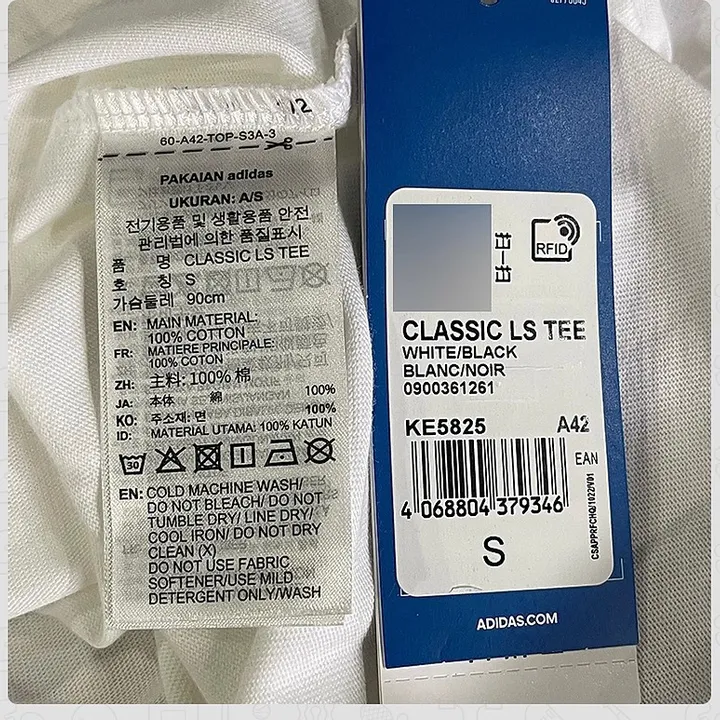 12
60-A42-TOP-S3A-3
PAKAIAN adidas
UKURAN: A/S
전기용품 및 생활용품 안전
관리법에 의한 품질표시
품 명 CLASSIC LS TEE
호 칭 S
가슴둘레 90cm
EN: MAIN MATERIAL:
100% COTTON
FR: MATIERE PRINCIPALE:
100% COTON
ZH: 主料: 100% 棉
JA: 本体 綿 100%
KO: 주소재: 면 100%
ID: MATERIAL UTAMA: 100% KATUN
30
EN: COLD MACHINE WASH/
DO NOT BLEACH/ DO NOT
TUMBLE DRY/ LINE DRY/
COOL IRON/ DO NOT DRY
CLEAN (X)
DO NOT USE FABRIC
SOFTENER/USE MILD
DETERGENT ONLY/WASH
RFID
CLASSIC LS TEE
WHITE/BLACK
BLANC/NOIR
0900361261
KE5825 A42
EAN
4 068804 379346
CSAPPRFCHQ/1022/V01
S
ADIDAS.COM